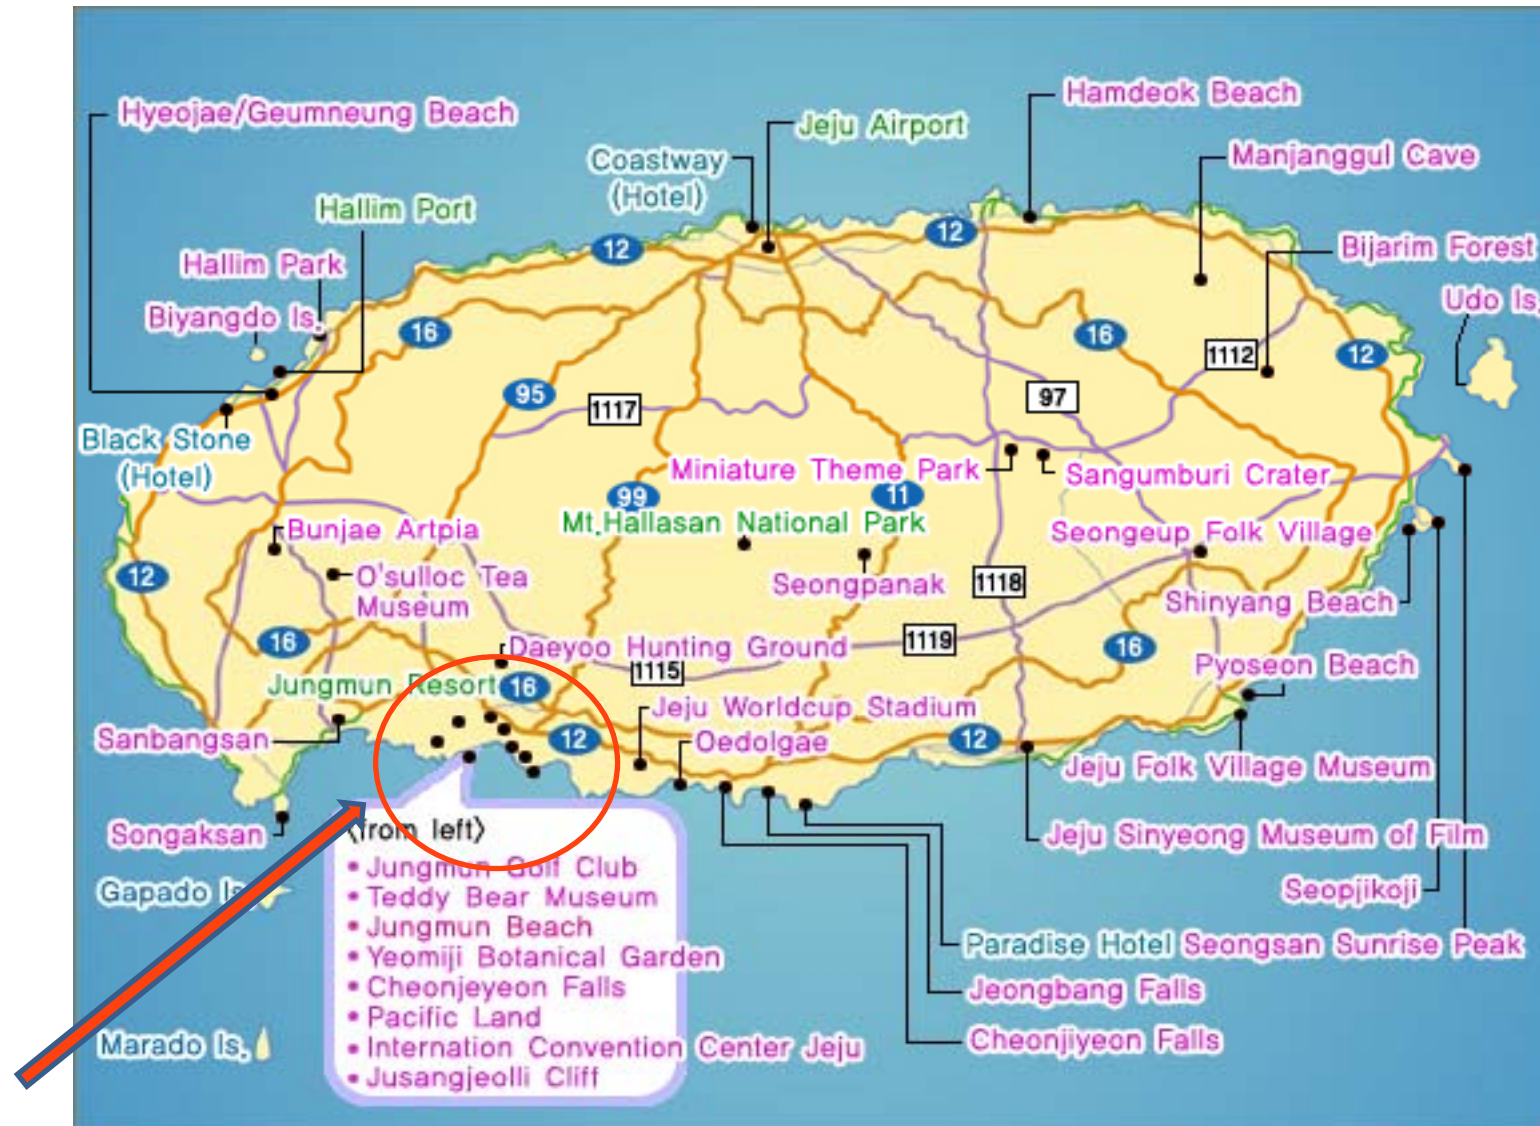 Hamdeok Beach
Hyeojae/Geumneung Beach
Jeju Airport
Coastway
(Hotel)
Manjanggul Cave
Hallim Port
12
12
Bijarim Forest
Hallim Park
Udo Is.
Biyangdo Is.
16
16
1112
12
95
1117
97
Black Stone
(Hotel)
Miniature Theme Park
Sangumburi Crater
99
11
Mt.Hallasan National Park
Bunjae Artpia
Seongeup Folk Village
12
O'sulloc Tea
Museum
Seongpanak
1118
Shinyang Beach
16
Daeyoo Hunting Ground
1119
16
1115
Pyoseon Beach
Jungmun Resort
16
Jeju Worldcup Stadium
Sanbangsan
12
Oedolgae
12
Jeju Folk Village Museum
Songaksan
Jeju Sinyeong Museum of Film
Gapado Is.
Seopjikoji
Paradise Hotel
Seongsan Sunrise Peak
Jeongbang Falls
Cheonjiyeon Falls
Marado Is.
<from left>
• Jungmun Golf Club
• Teddy Bear Museum
• Jungmun Beach
• Yeomiji Botanical Garden
• Cheonjeyeon Falls
• Pacific Land
• Internation Convention Center Jeju
• Jusangjeolli Cliff